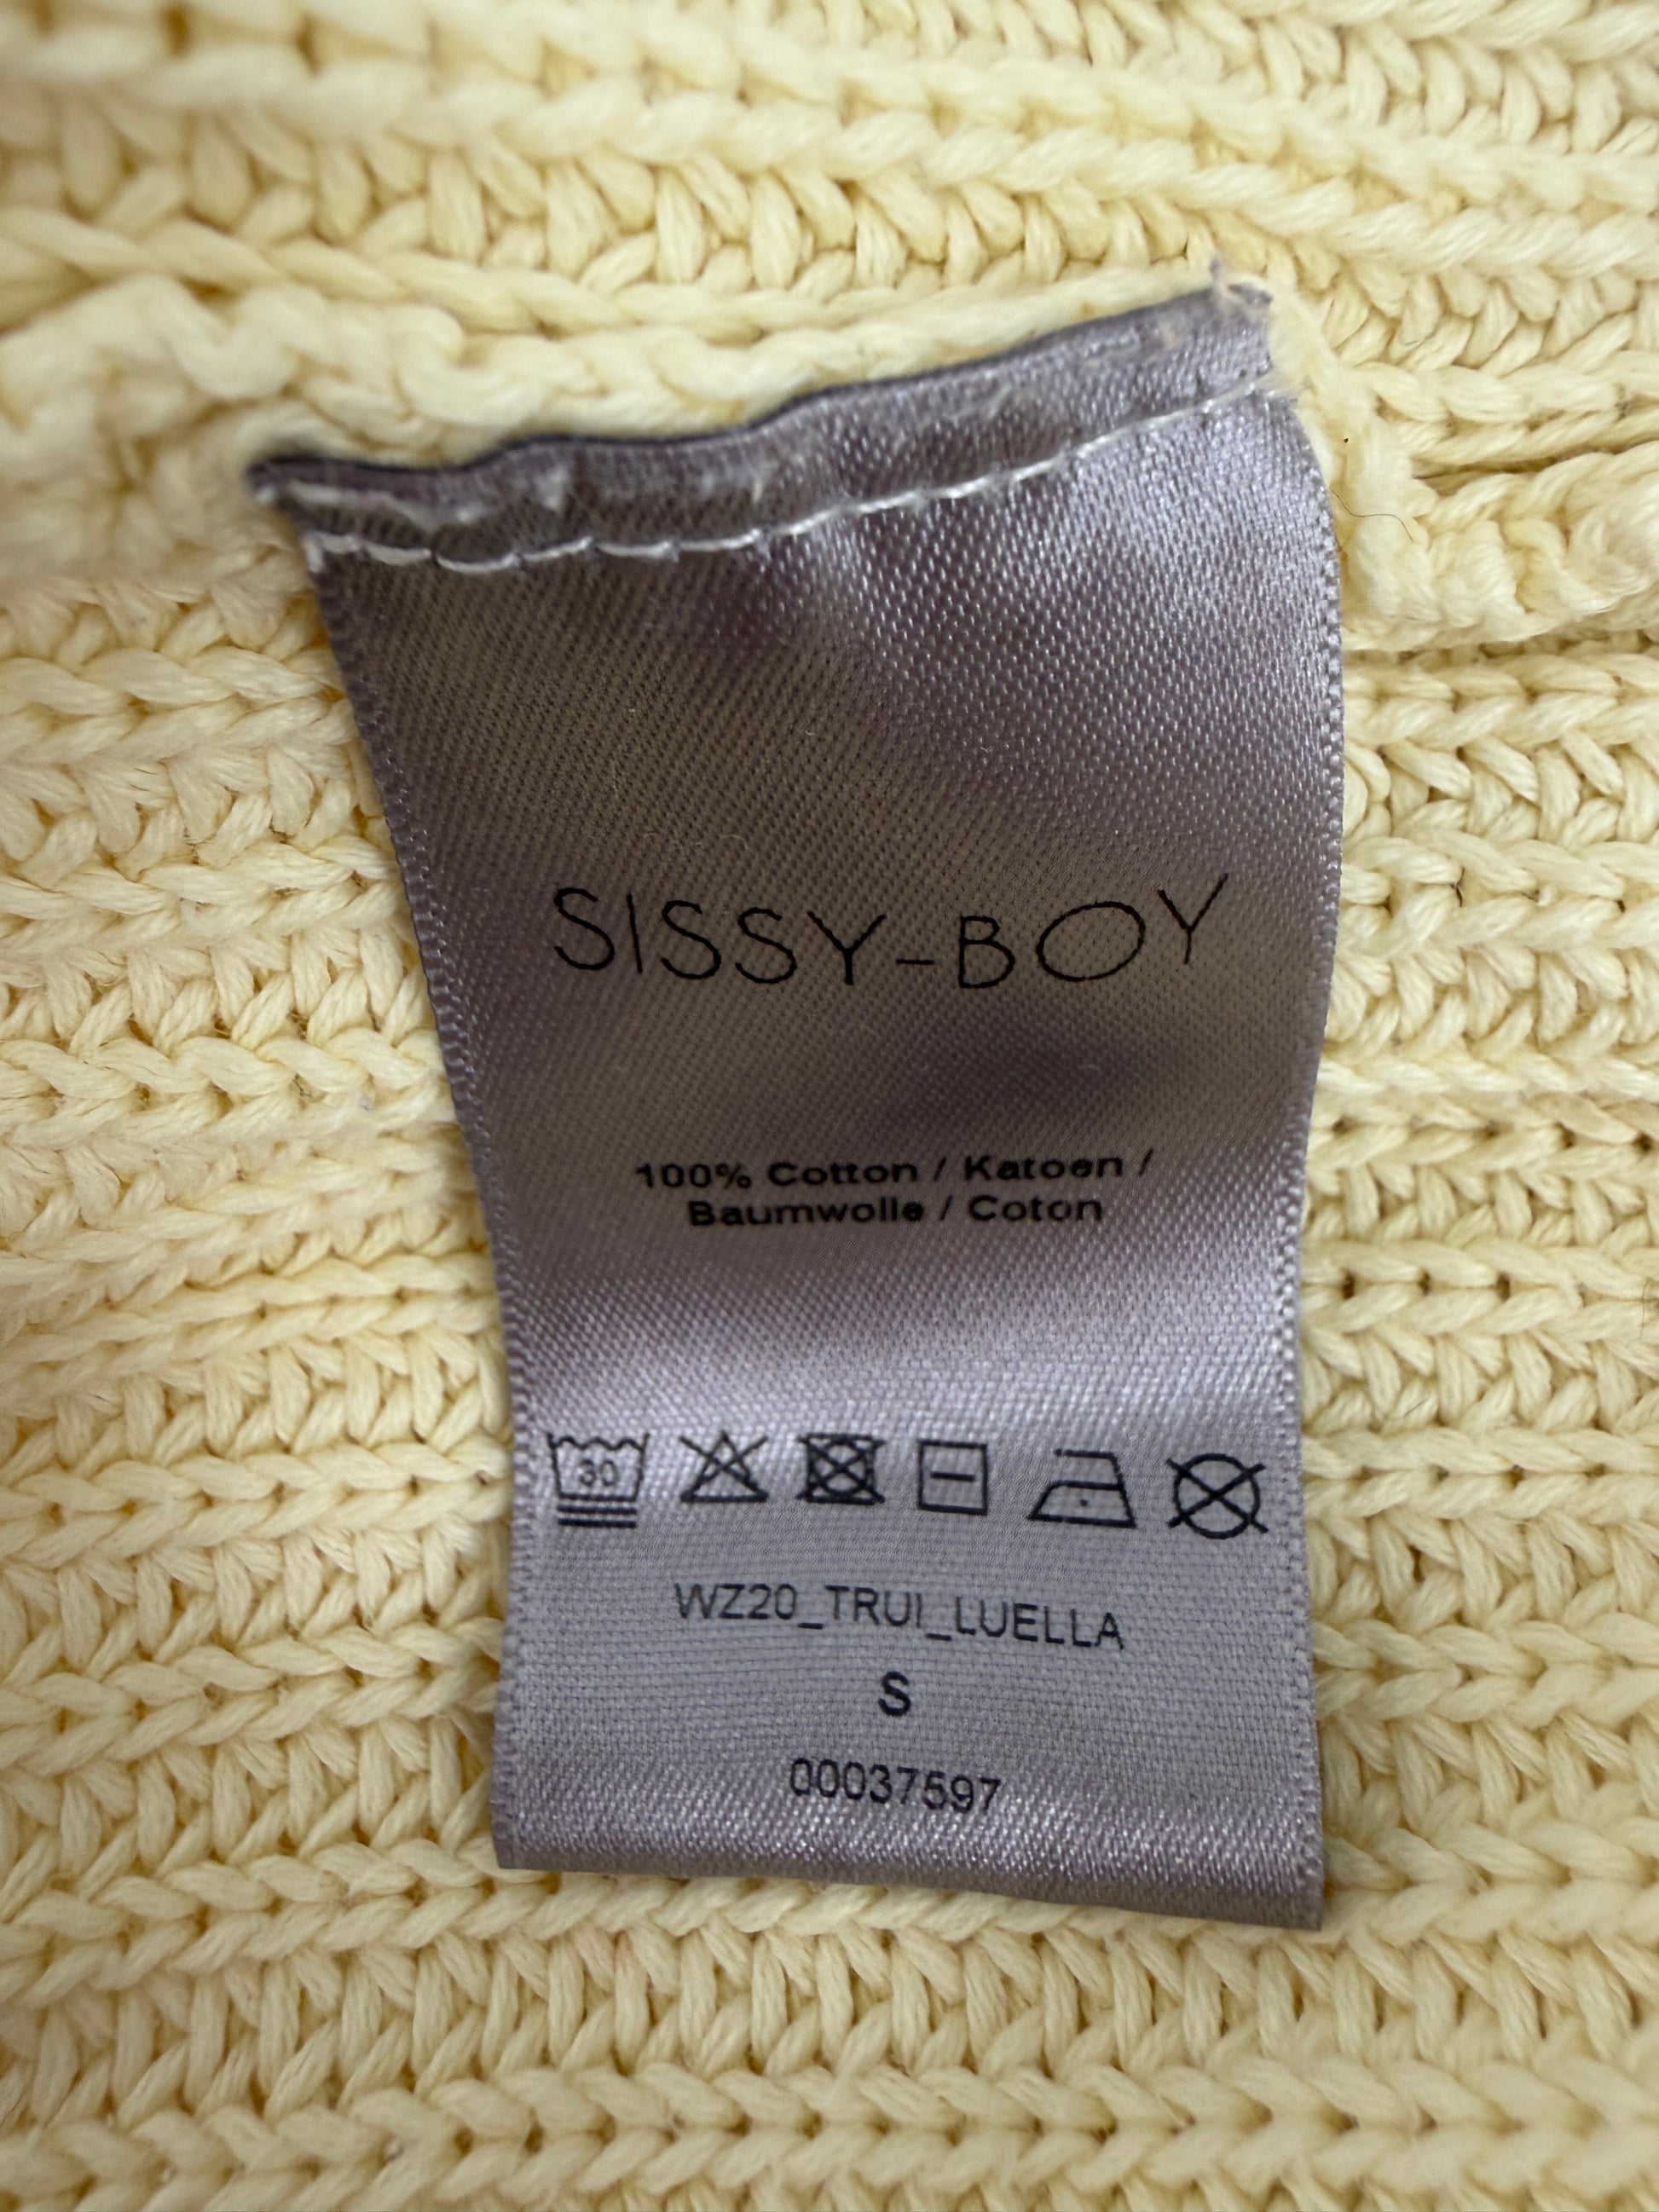 SISSY-BOY
100% Cotton / Katoen /
Baumwolle / Coton
30
WZ20_TRUI_LUELLA
S
00037597